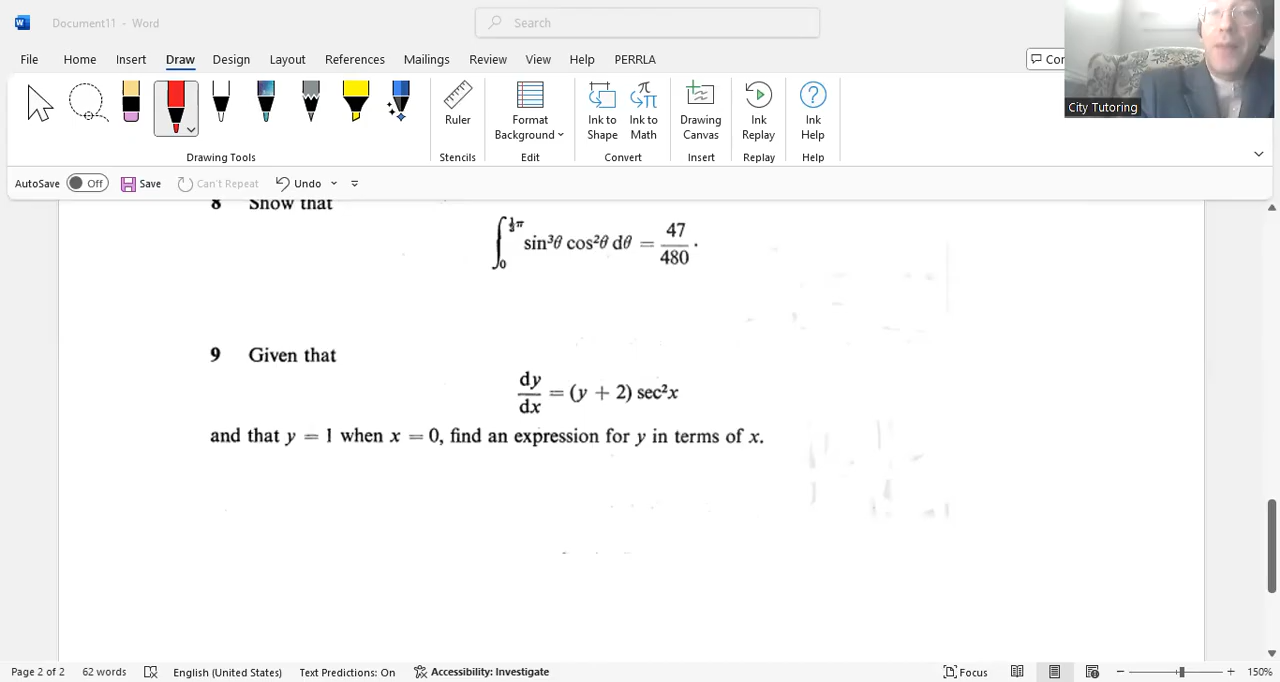 Document11 - Word
Search
File Home Insert Draw Design Layout References Mailings Review View Help PERRLA
Ruler
Format Background
Ink to Shape
Ink to Math
Drawing Canvas
Ink Replay
Ink Help
City Tutoring
Drawing Tools Stencils Edit Convert Insert Replay Help
AutoSave Off Save Can't Repeat Undo
8 Show that
∫₀^{⅓π} sin³θ cos²θ dθ = 47/480 .
9 Given that
dy/dx = (y + 2) sec²x
and that y = 1 when x = 0, find an expression for y in terms of x.
Page 2 of 2 62 words English (United States) Text Predictions: On Accessibility: Investigate Focus 150%